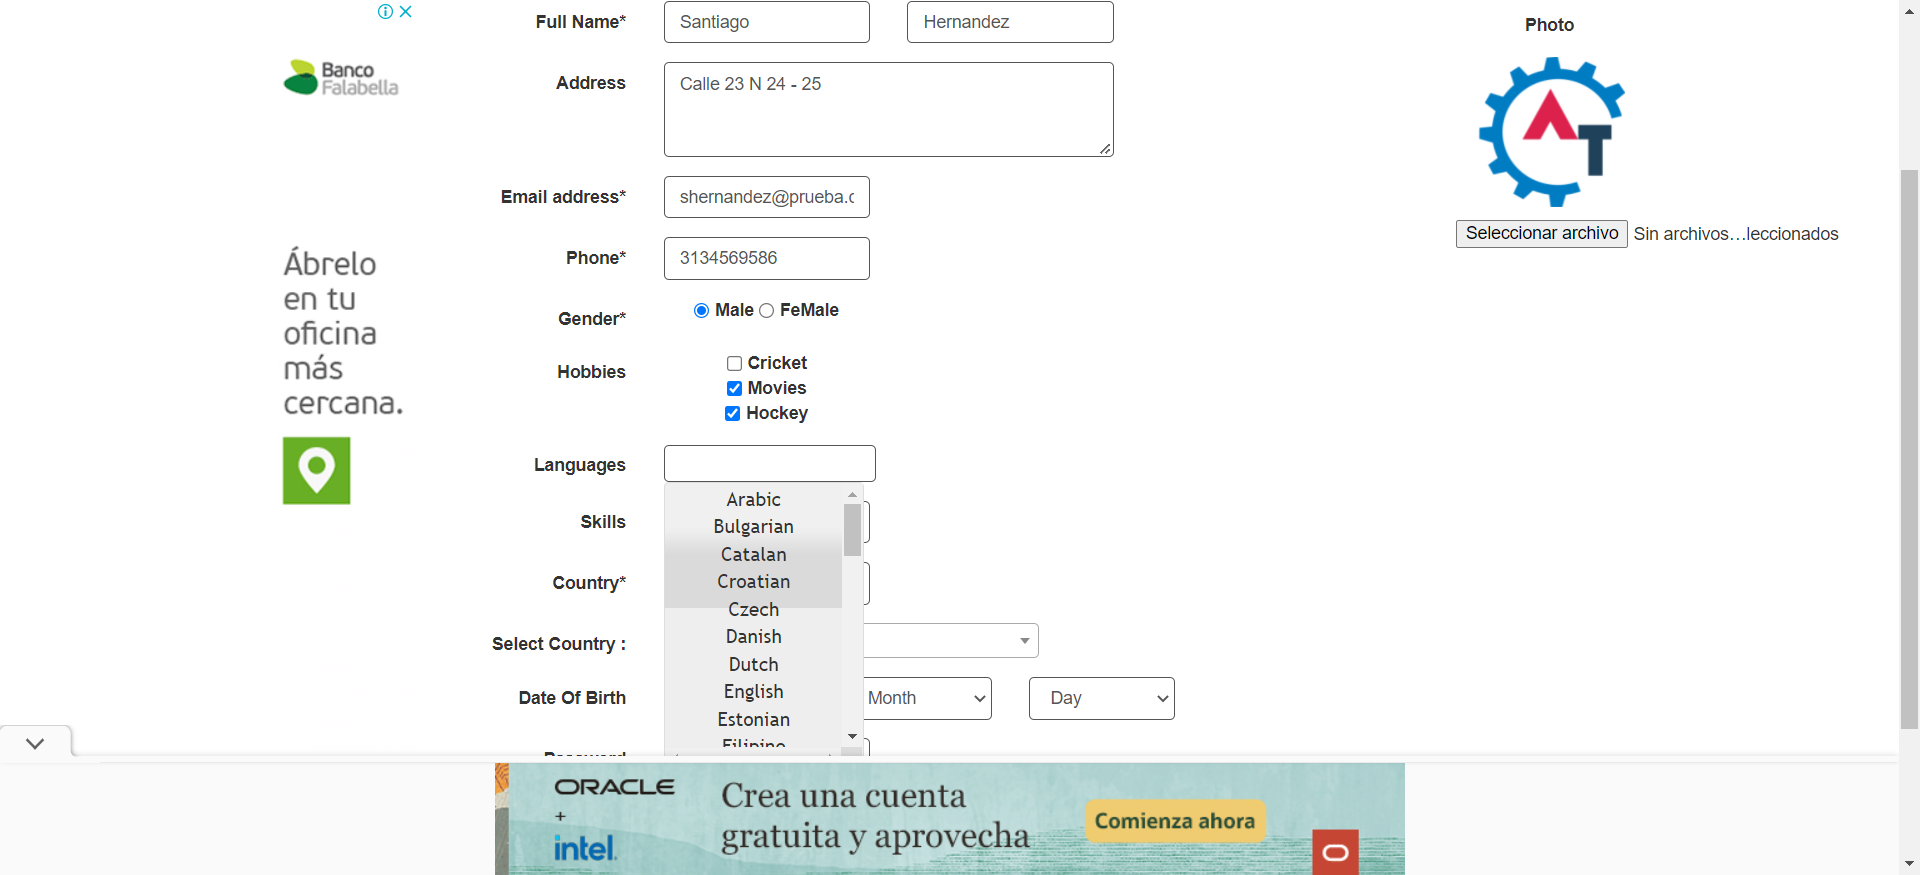 Full Name*
Santiago
Hernandez
Photo
Banco
Falabella
Address
Calle 23 N 24 - 25
AT
Email address*
shernandez@prueba.c
Seleccionar archivo
Sin archivos…leccionados
Ábrelo
en tu
oficina
más
cercana.
Phone*
3134569586
Gender*
Male
FeMale
Hobbies
Cricket
Movies
Hockey
Languages
Arabic
Bulgarian
Catalan
Croatian
Czech
Danish
Dutch
English
Estonian
Filipino
Skills
Country*
Select Country :
Date Of Birth
Month
Day
Password
ORACLE
+
intel.
Crea una cuenta
gratuita y aprovecha
Comienza ahora